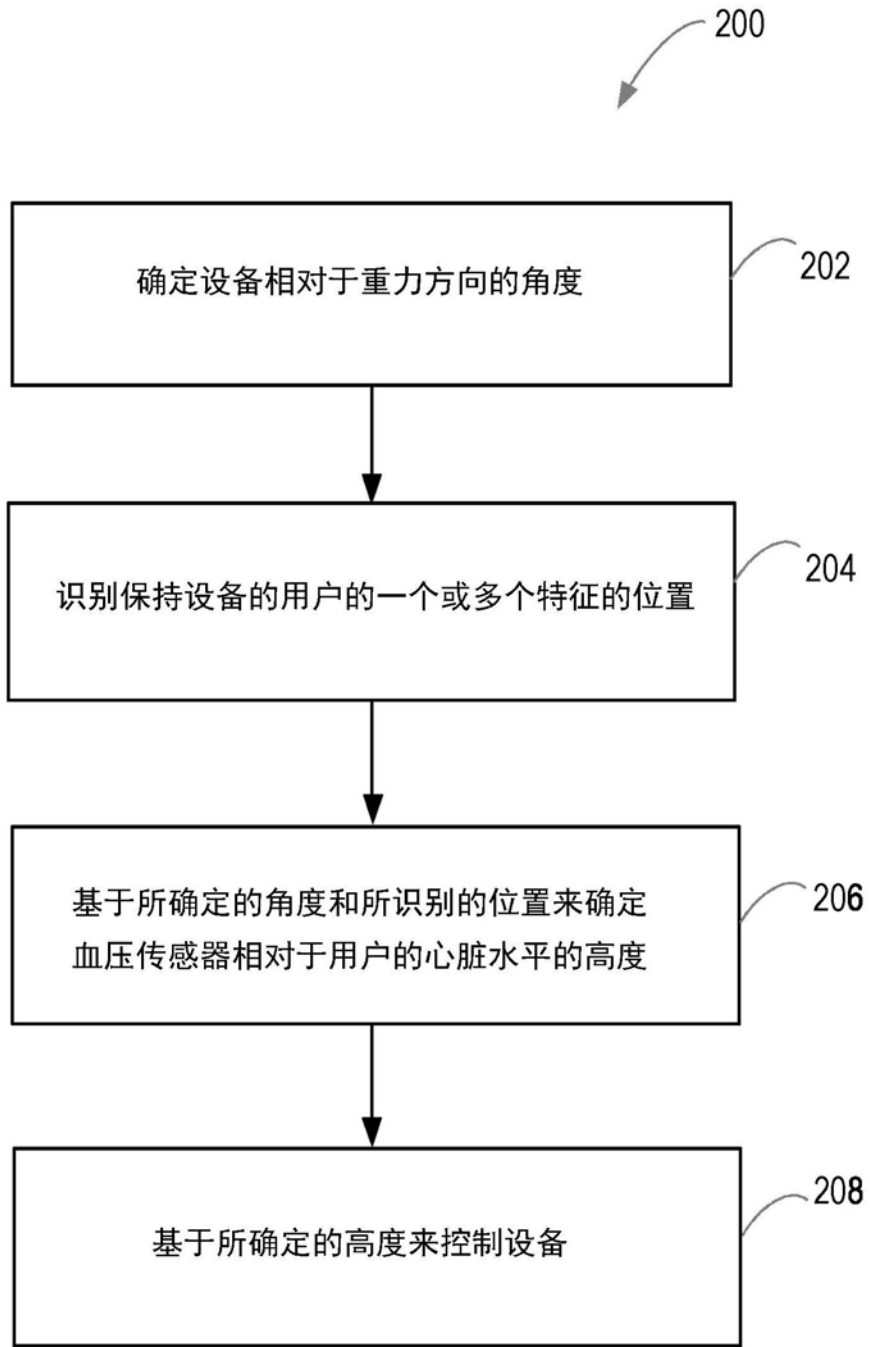 200
确定设备相对于重力方向的角度
202
识别保持设备的用户的一个或多个特征的位置
204
基于所确定的角度和所识别的位置来确定
血压传感器相对于用户的心脏水平的高度
206
基于所确定的高度来控制设备
208